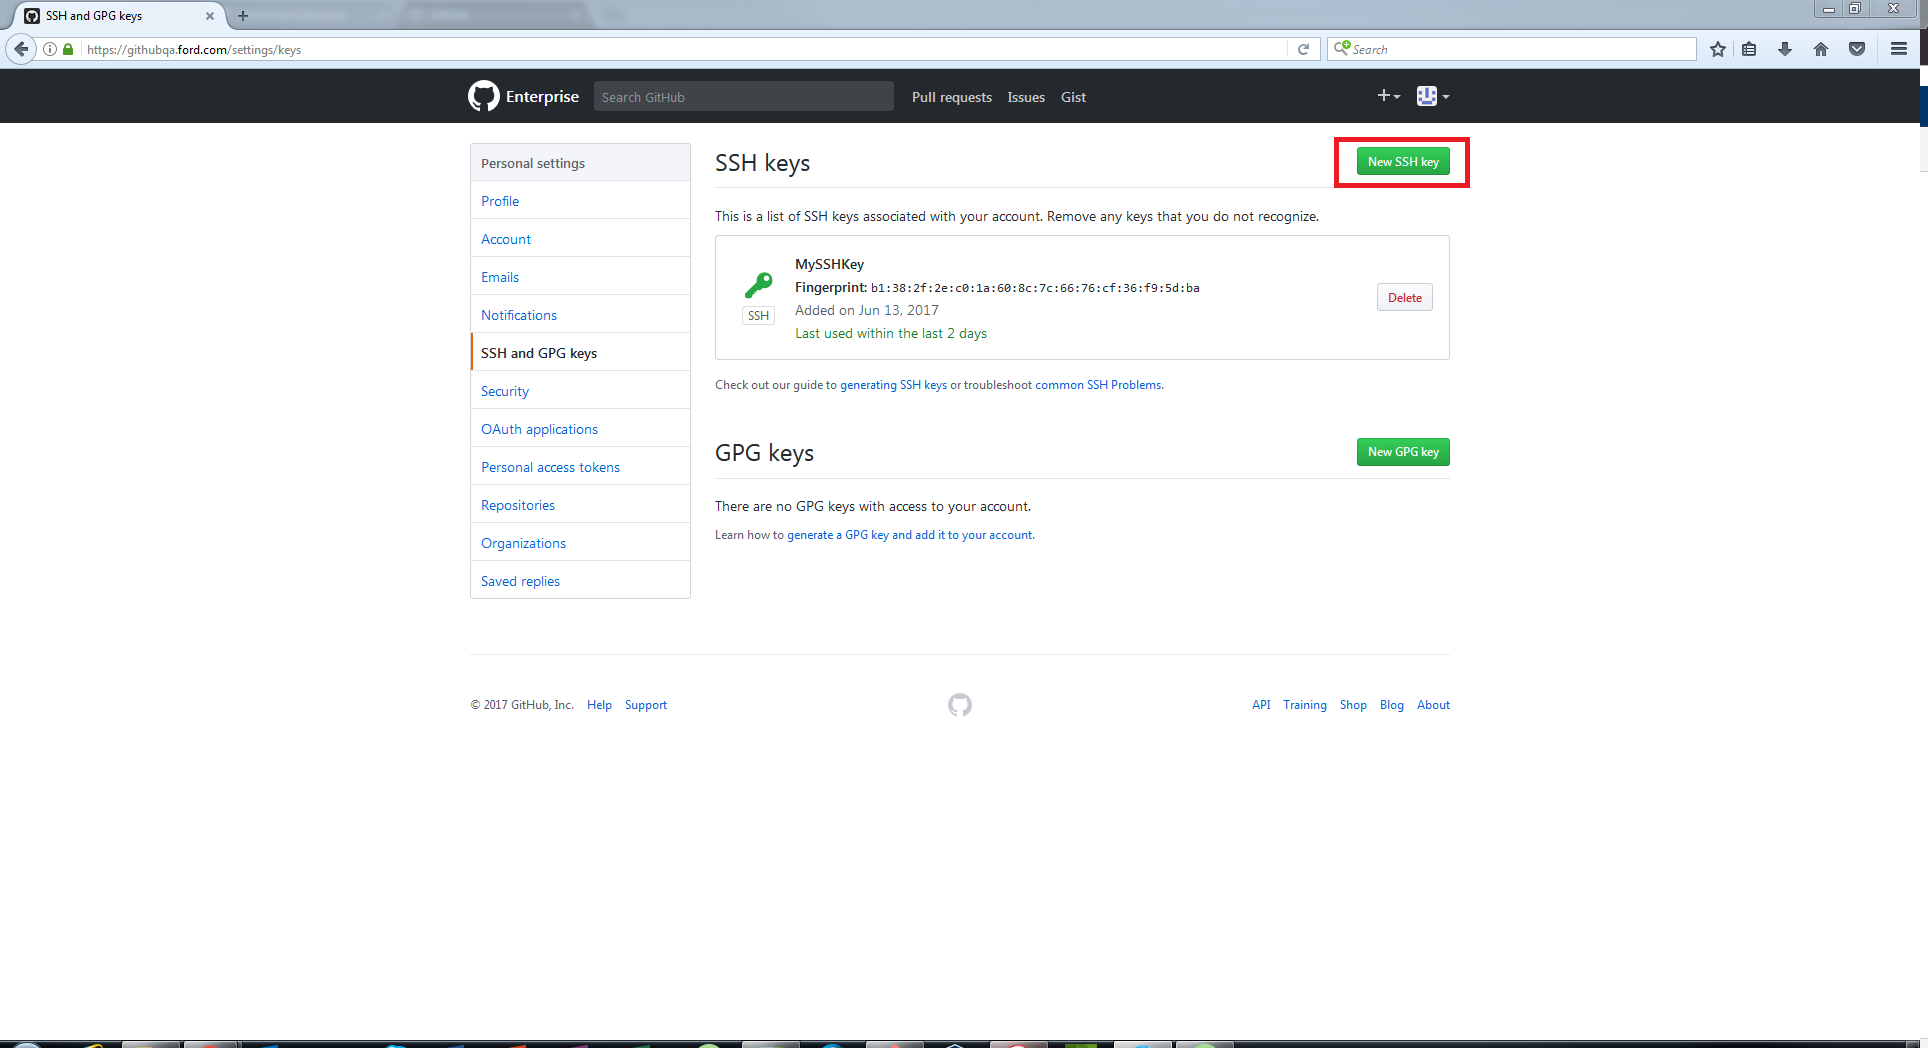 SSH and GPG keys
https://githubqa.ford.com/settings/keys
Search
Enterprise
Search GitHub
Pull requests
Issues
Gist
Personal settings
Profile
Account
Emails
Notifications
SSH and GPG keys
Security
OAuth applications
Personal access tokens
Repositories
Organizations
Saved replies
SSH keys
New SSH key
This is a list of SSH keys associated with your account. Remove any keys that you do not recognize.
MySSHKey
Fingerprint: b1:38:2f:2e:c0:1a:60:8c:7c:66:76:cf:36:f9:5d:ba
Added on Jun 13, 2017
Last used within the last 2 days
SSH
Delete
Check out our guide to generating SSH keys or troubleshoot common SSH Problems.
GPG keys
New GPG key
There are no GPG keys with access to your account.
Learn how to generate a GPG key and add it to your account.
© 2017 GitHub, Inc.
Help
Support
API
Training
Shop
Blog
About